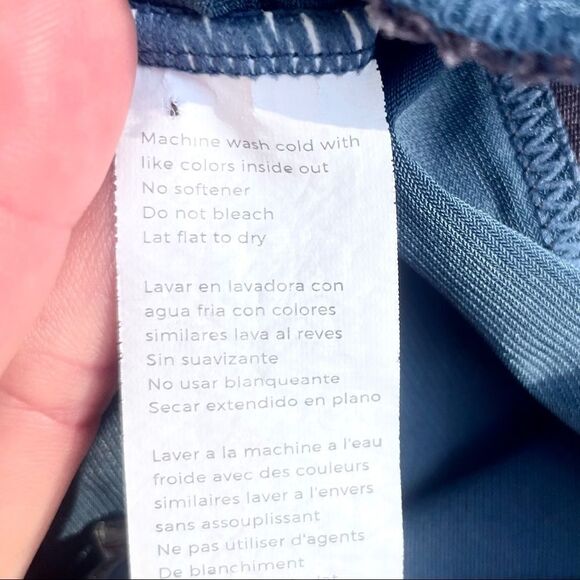 Machine wash cold with
like colors inside out
No softener
Do not bleach
Lat flat to dry
Lavar en lavadora con
agua fria con colores
similares lava al reves
Sin suavizante
No usar blanqueante
Secar extendido en plano
Laver a la machine a l'eau
froide avec des couleurs
similaires laver a l'envers
sans assouplissant
Ne pas utiliser d'agents
De blanchiment